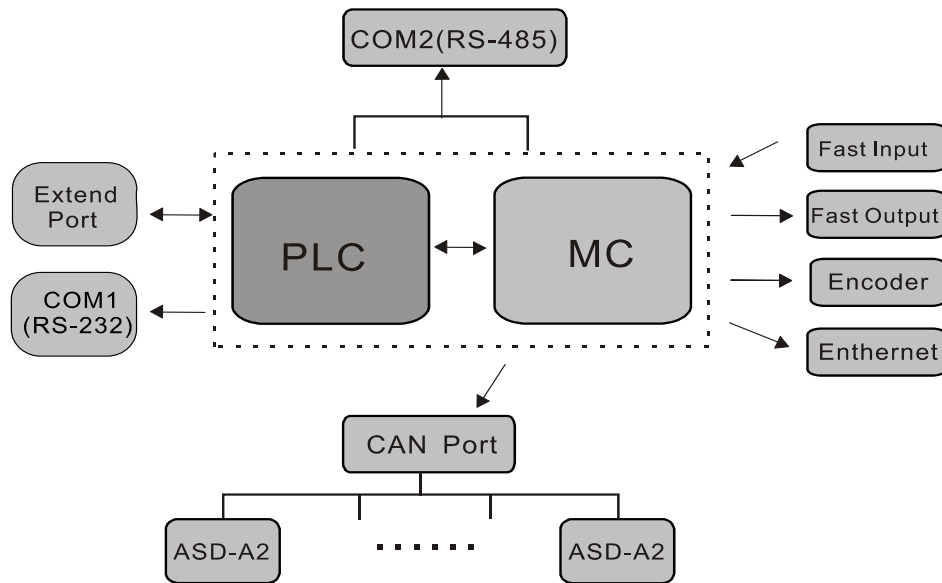 COM2(RS-485)
Fast Input
Extend
Port
Fast Output
PLC
MC
Encoder
COM1
(RS-232)
Enthernet
CAN Port
ASD-A2
ASD-A2